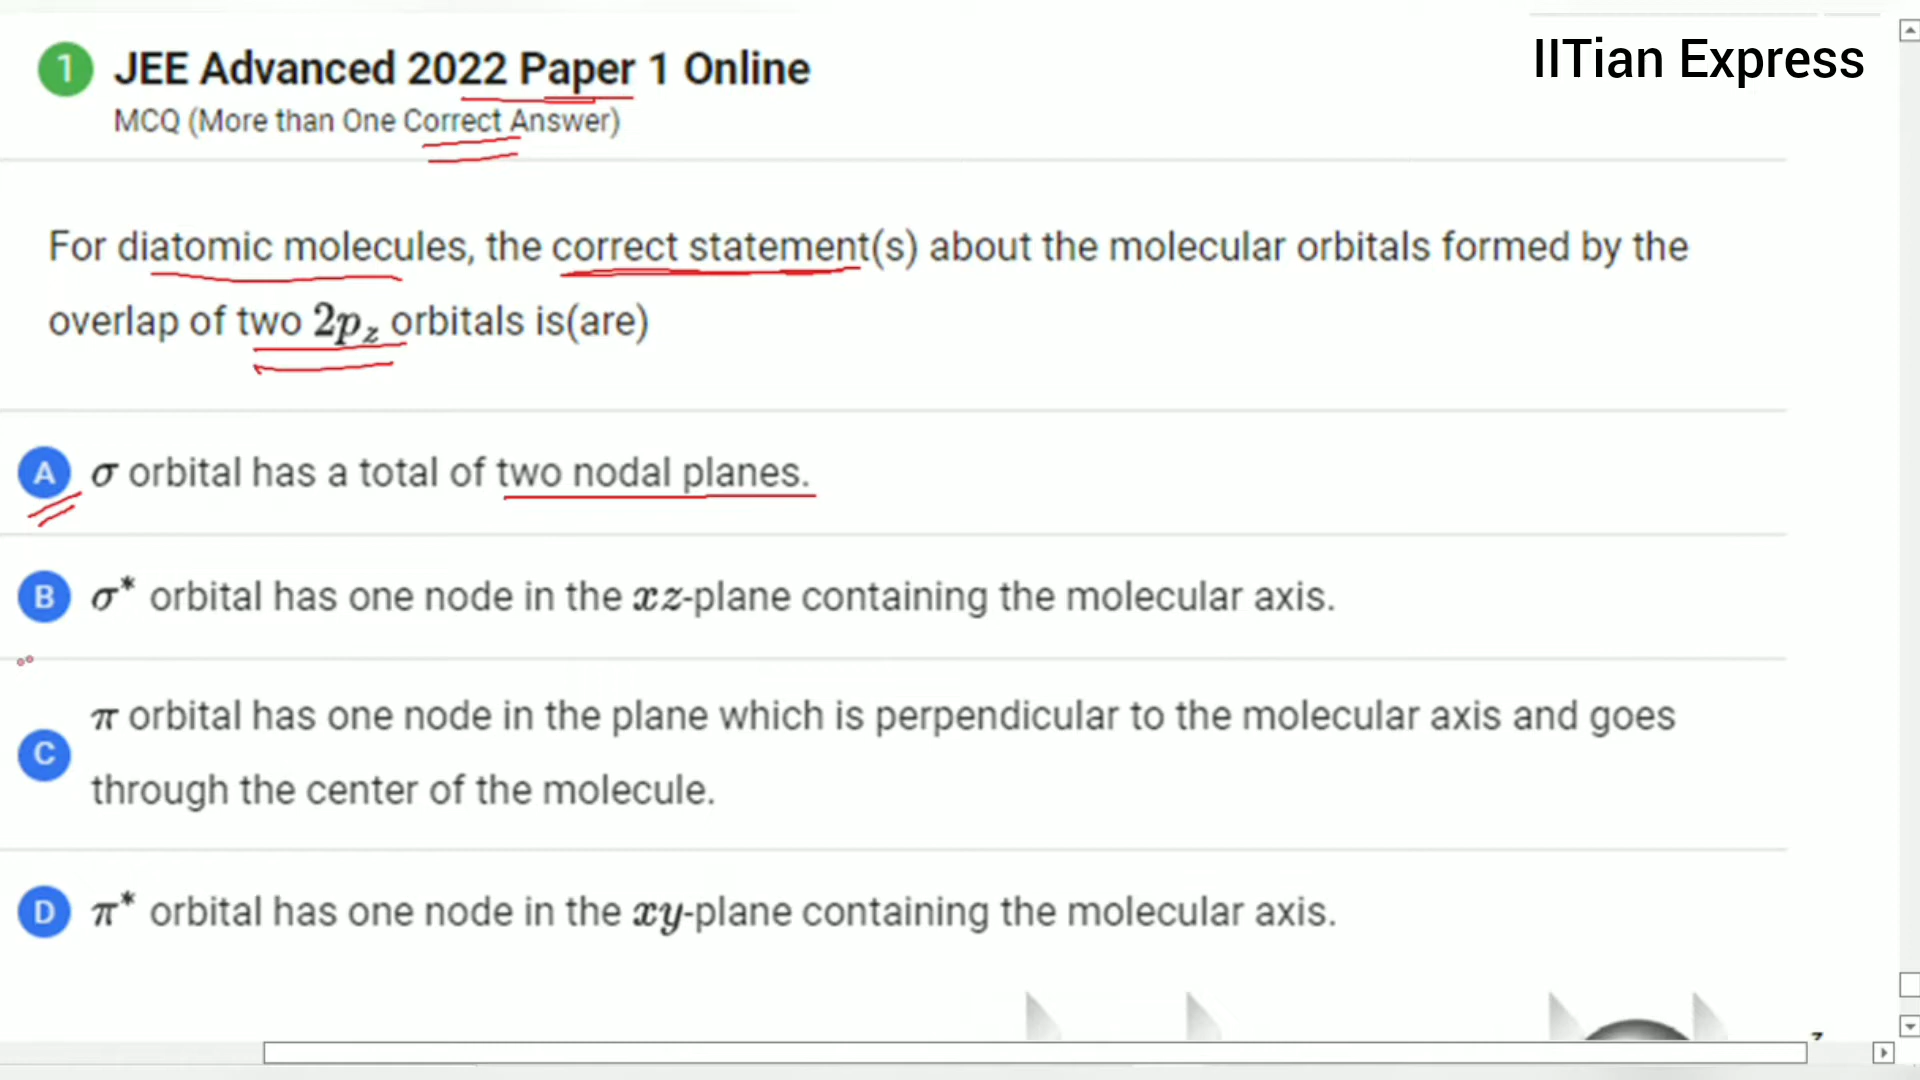 IITian Express
1 JEE Advanced 2022 Paper 1 Online
MCQ (More than One Correct Answer)
For diatomic molecules, the correct statement(s) about the molecular orbitals formed by the
overlap of two 2p_z orbitals is(are)
A σ orbital has a total of two nodal planes.
B σ* orbital has one node in the xz-plane containing the molecular axis.
C π orbital has one node in the plane which is perpendicular to the molecular axis and goes
through the center of the molecule.
D π* orbital has one node in the xy-plane containing the molecular axis.